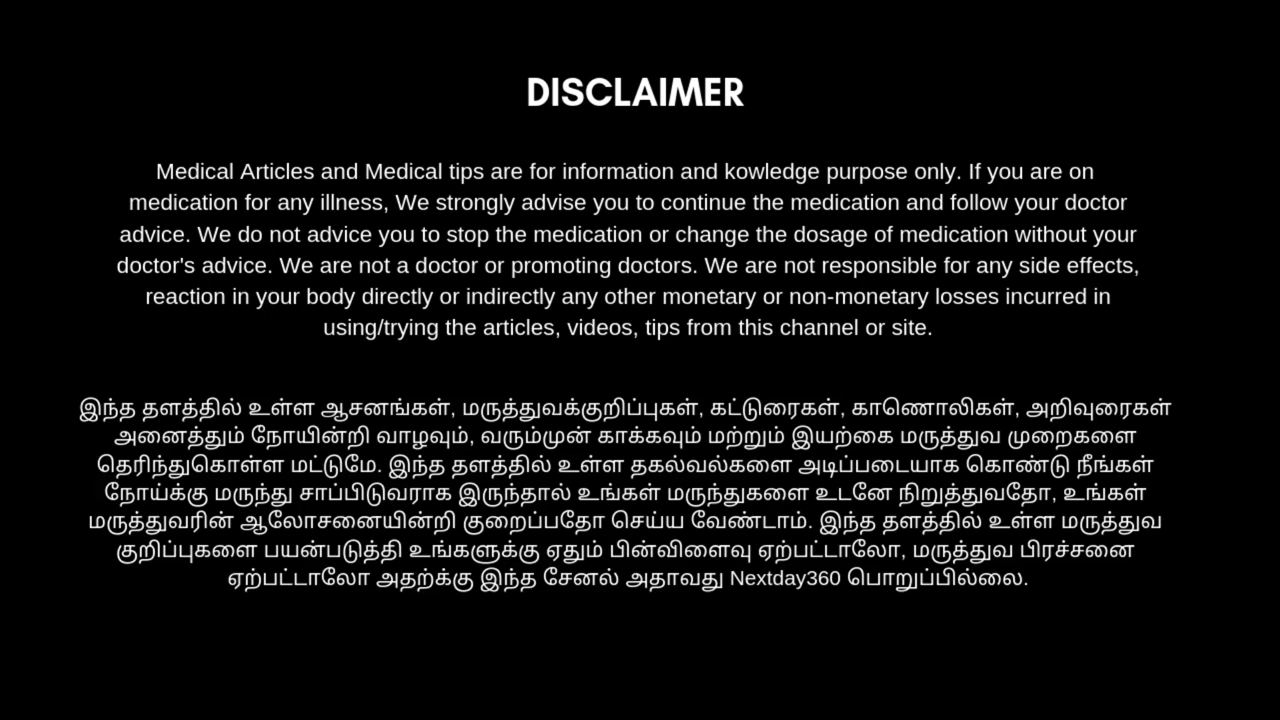 DISCLAIMER
Medical Articles and Medical tips are for information and kowledge purpose only. If you are on
medication for any illness, We strongly advise you to continue the medication and follow your doctor
advice. We do not advice you to stop the medication or change the dosage of medication without your
doctor's advice. We are not a doctor or promoting doctors. We are not responsible for any side effects,
reaction in your body directly or indirectly any other monetary or non-monetary losses incurred in
using/trying the articles, videos, tips from this channel or site.
இந்த தளத்தில் உள்ள ஆசனங்கள், மருத்துவக்குறிப்புகள், கட்டுரைகள், காணொலிகள், அறிவுரைகள்
அனைத்தும் நோயின்றி வாழவும், வரும்முன் காக்கவும் மற்றும் இயற்கை மருத்துவ முறைகளை
தெரிந்துகொள்ள மட்டுமே. இந்த தளத்தில் உள்ள தகல்வல்களை அடிப்படையாக கொண்டு நீங்கள்
நோய்க்கு மருந்து சாப்பிடுவராக இருந்தால் உங்கள் மருந்துகளை உடனே நிறுத்துவதோ, உங்கள்
மருத்துவரின் ஆலோசனையின்றி குறைப்பதோ செய்ய வேண்டாம். இந்த தளத்தில் உள்ள மருத்துவ
குறிப்புகளை பயன்படுத்தி உங்களுக்கு ஏதும் பின்விளைவு ஏற்பட்டாலோ, மருத்துவ பிரச்சனை
ஏற்பட்டாலோ அதற்க்கு இந்த சேனல் அதாவது Nextday360 பொறுப்பில்லை.